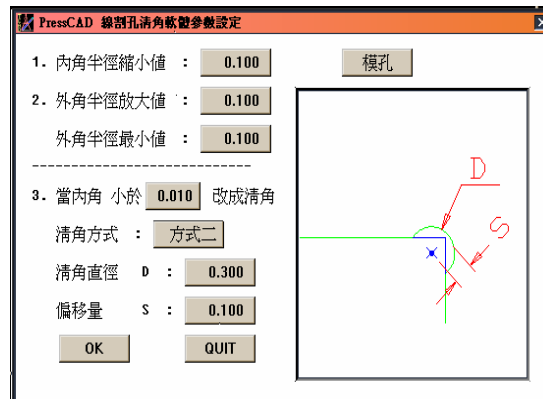 PressCAD 線割孔清角軟體參數設定
1. 內角半徑縮小值 : 0.100 模孔
2. 外角半徑放大值 : 0.100
外角半徑最小值 : 0.100
----------------------------
3. 當內角 小於 0.010 改成清角
清角方式 : 方式二
清角直徑 D : 0.300
偏移量 S : 0.100
OK QUIT
D
S